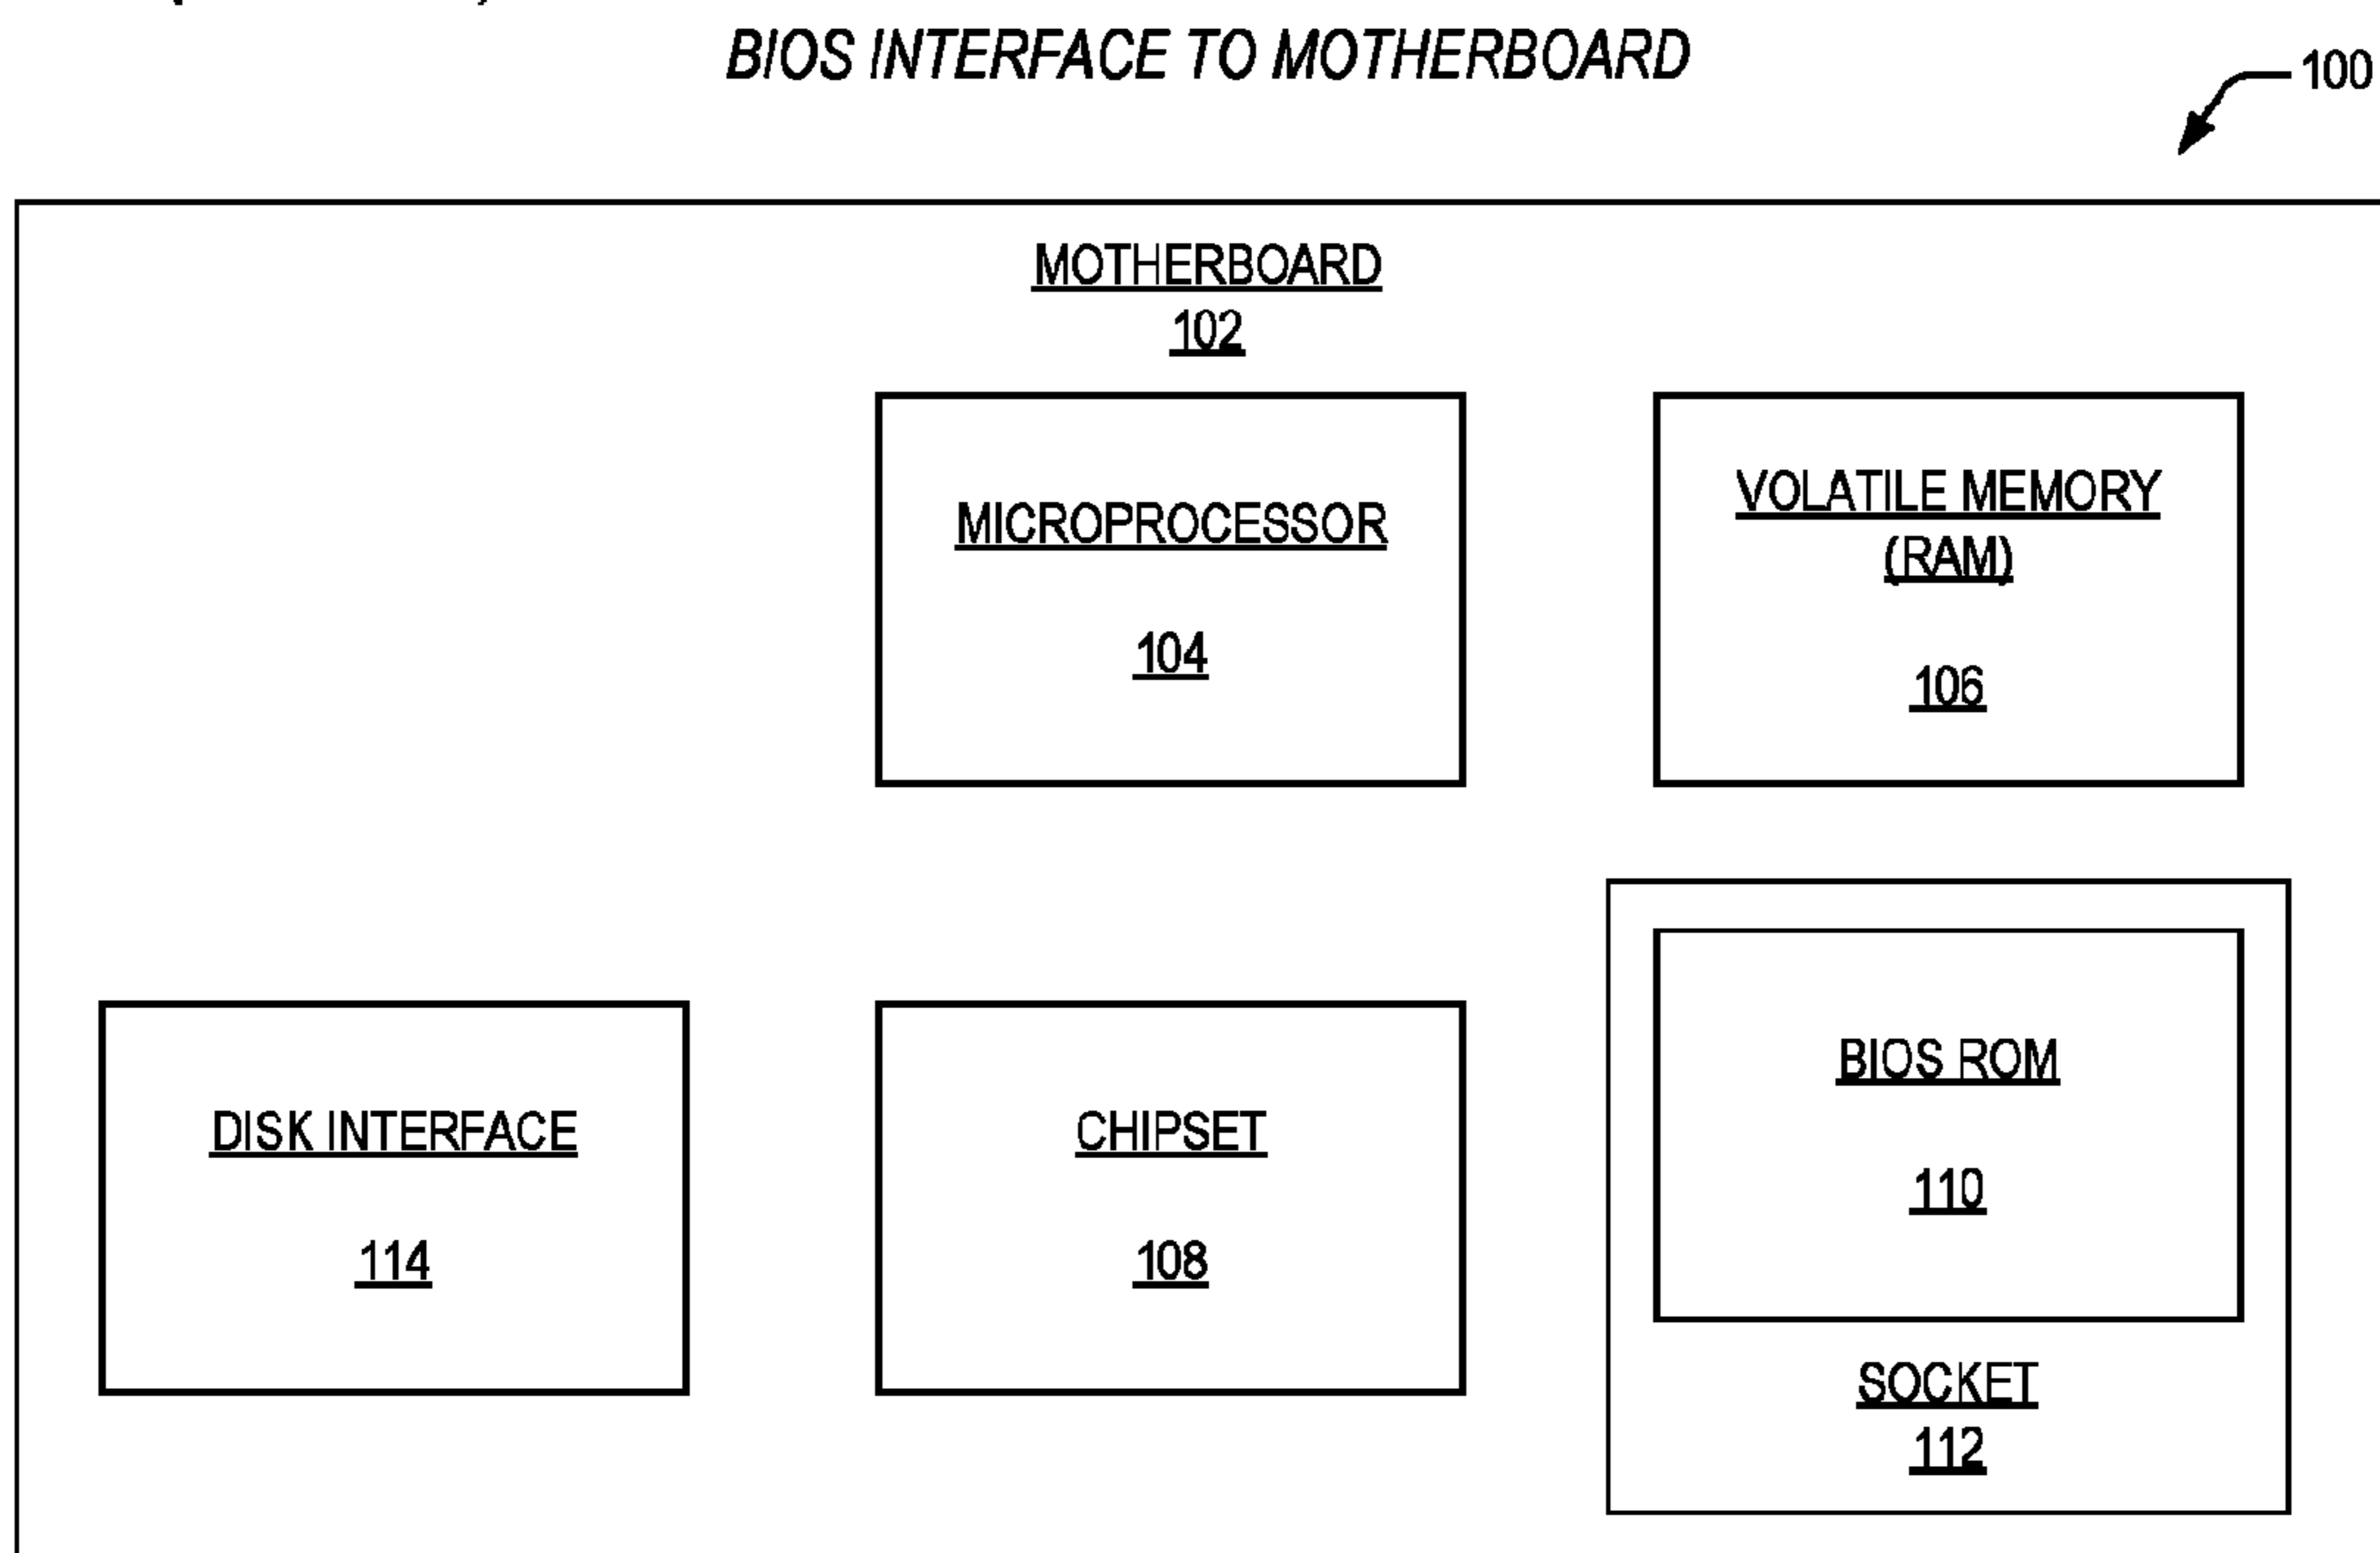 BIOS INTERFACE TO MOTHERBOARD
100
MOTHERBOARD
102
MICROPROCESSOR
104
VOLATILE MEMORY
(RAM)
106
DISK INTERFACE
114
CHIPSET
108
BIOS ROM
110
SOCKET
112